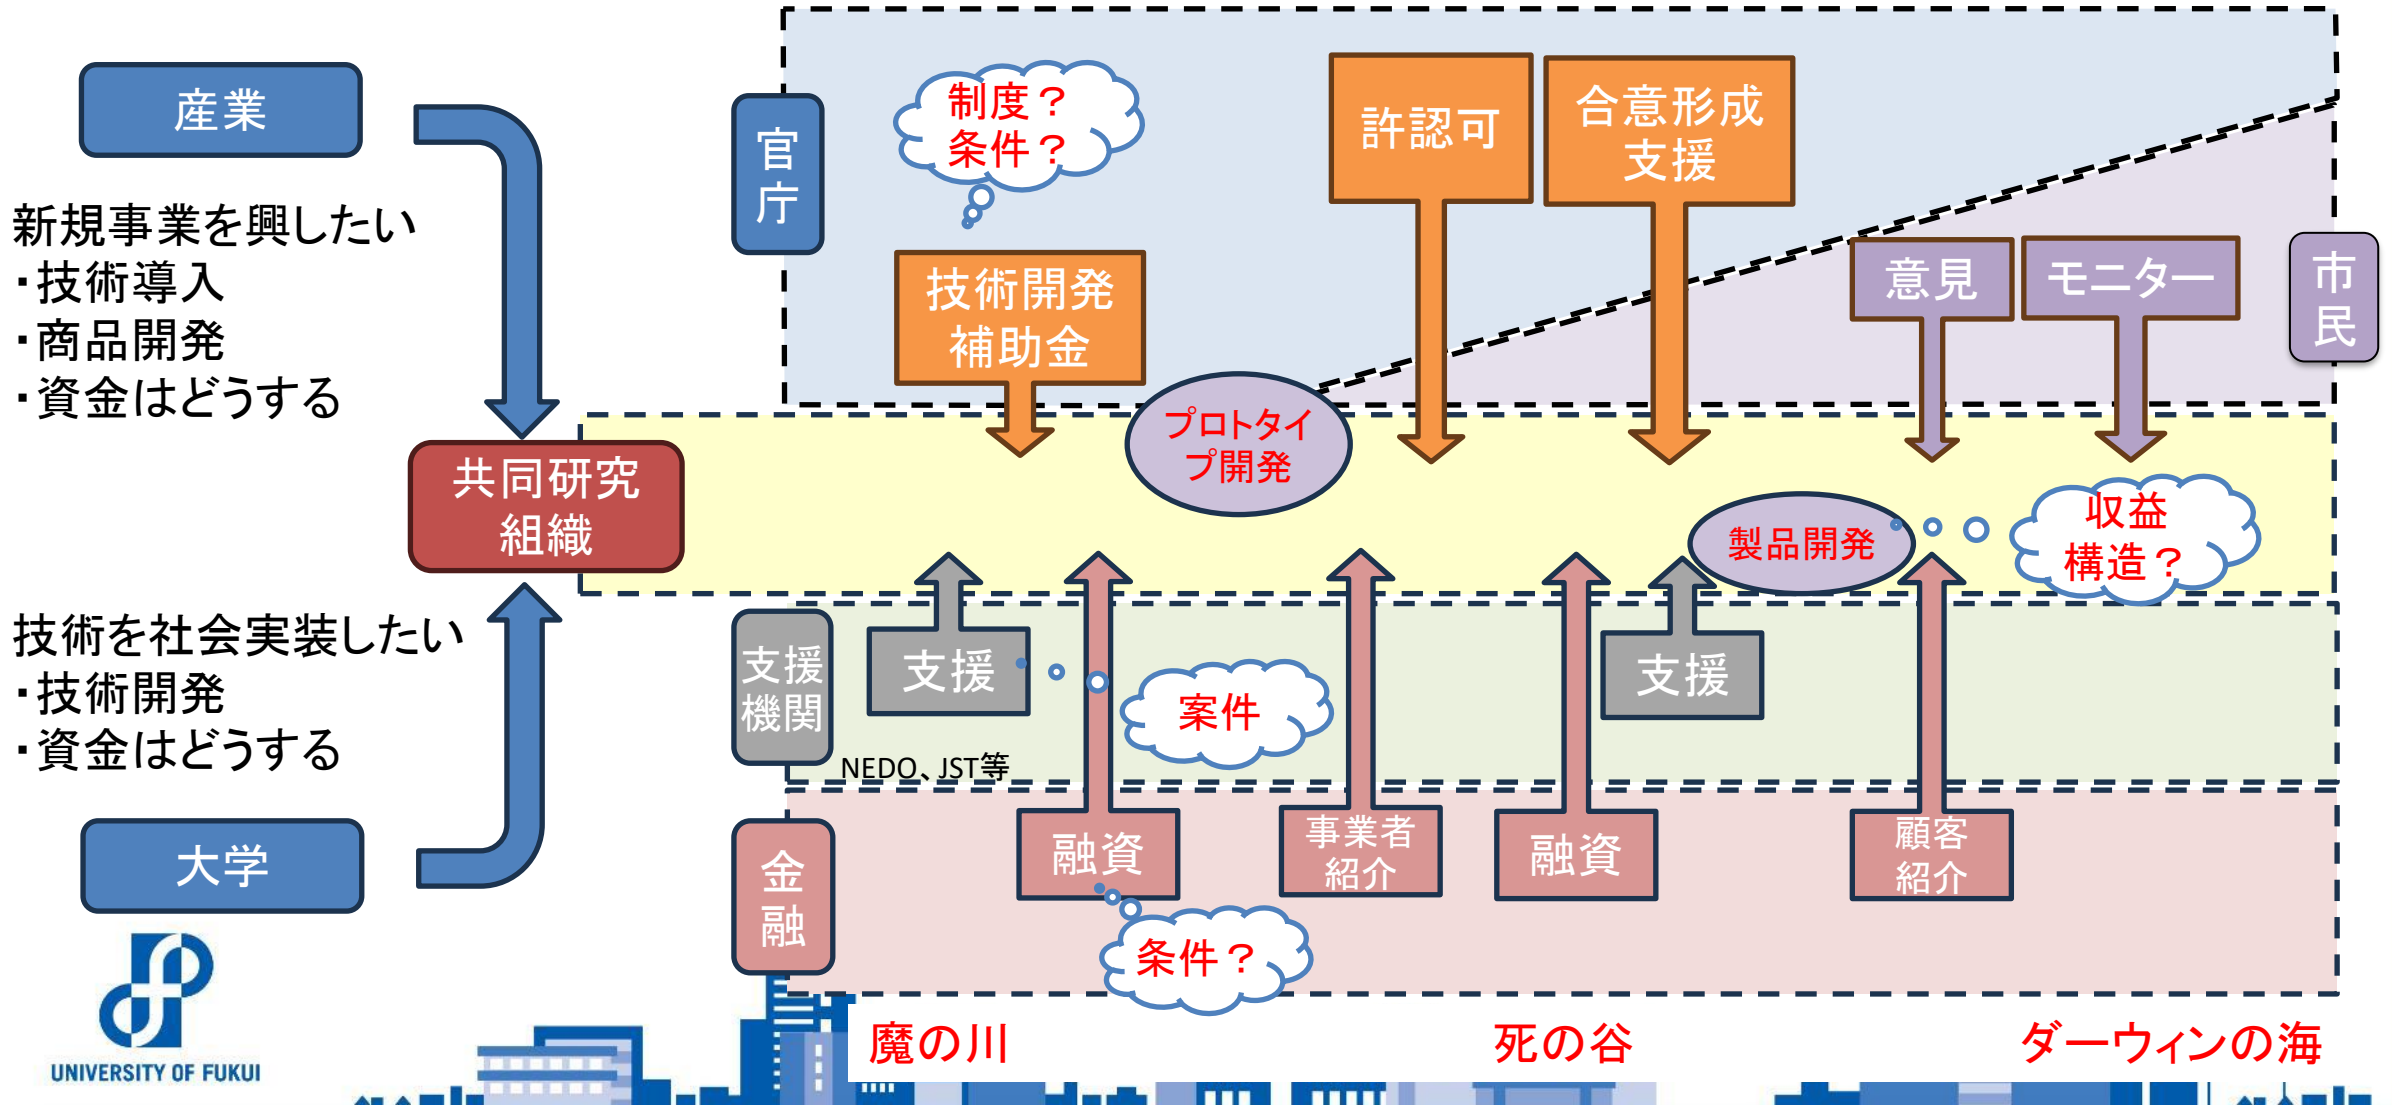 産業
新規事業を興したい
・技術導入
・商品開発
・資金はどうする
共同研究
組織
技術を社会実装したい
・技術開発
・資金はどうする
大学
UNIVERSITY OF FUKUI
官
庁
制度？
条件？
技術開発
補助金
許認可
合意形成
支援
意見
モニター
市
民
プロトタイ
プ開発
製品開発
収益
構造？
支援
機関
支援
案件
支援
NEDO、JST等
金
融
融資
条件？
事業者
紹介
融資
顧客
紹介
魔の川
死の谷
ダーウィンの海